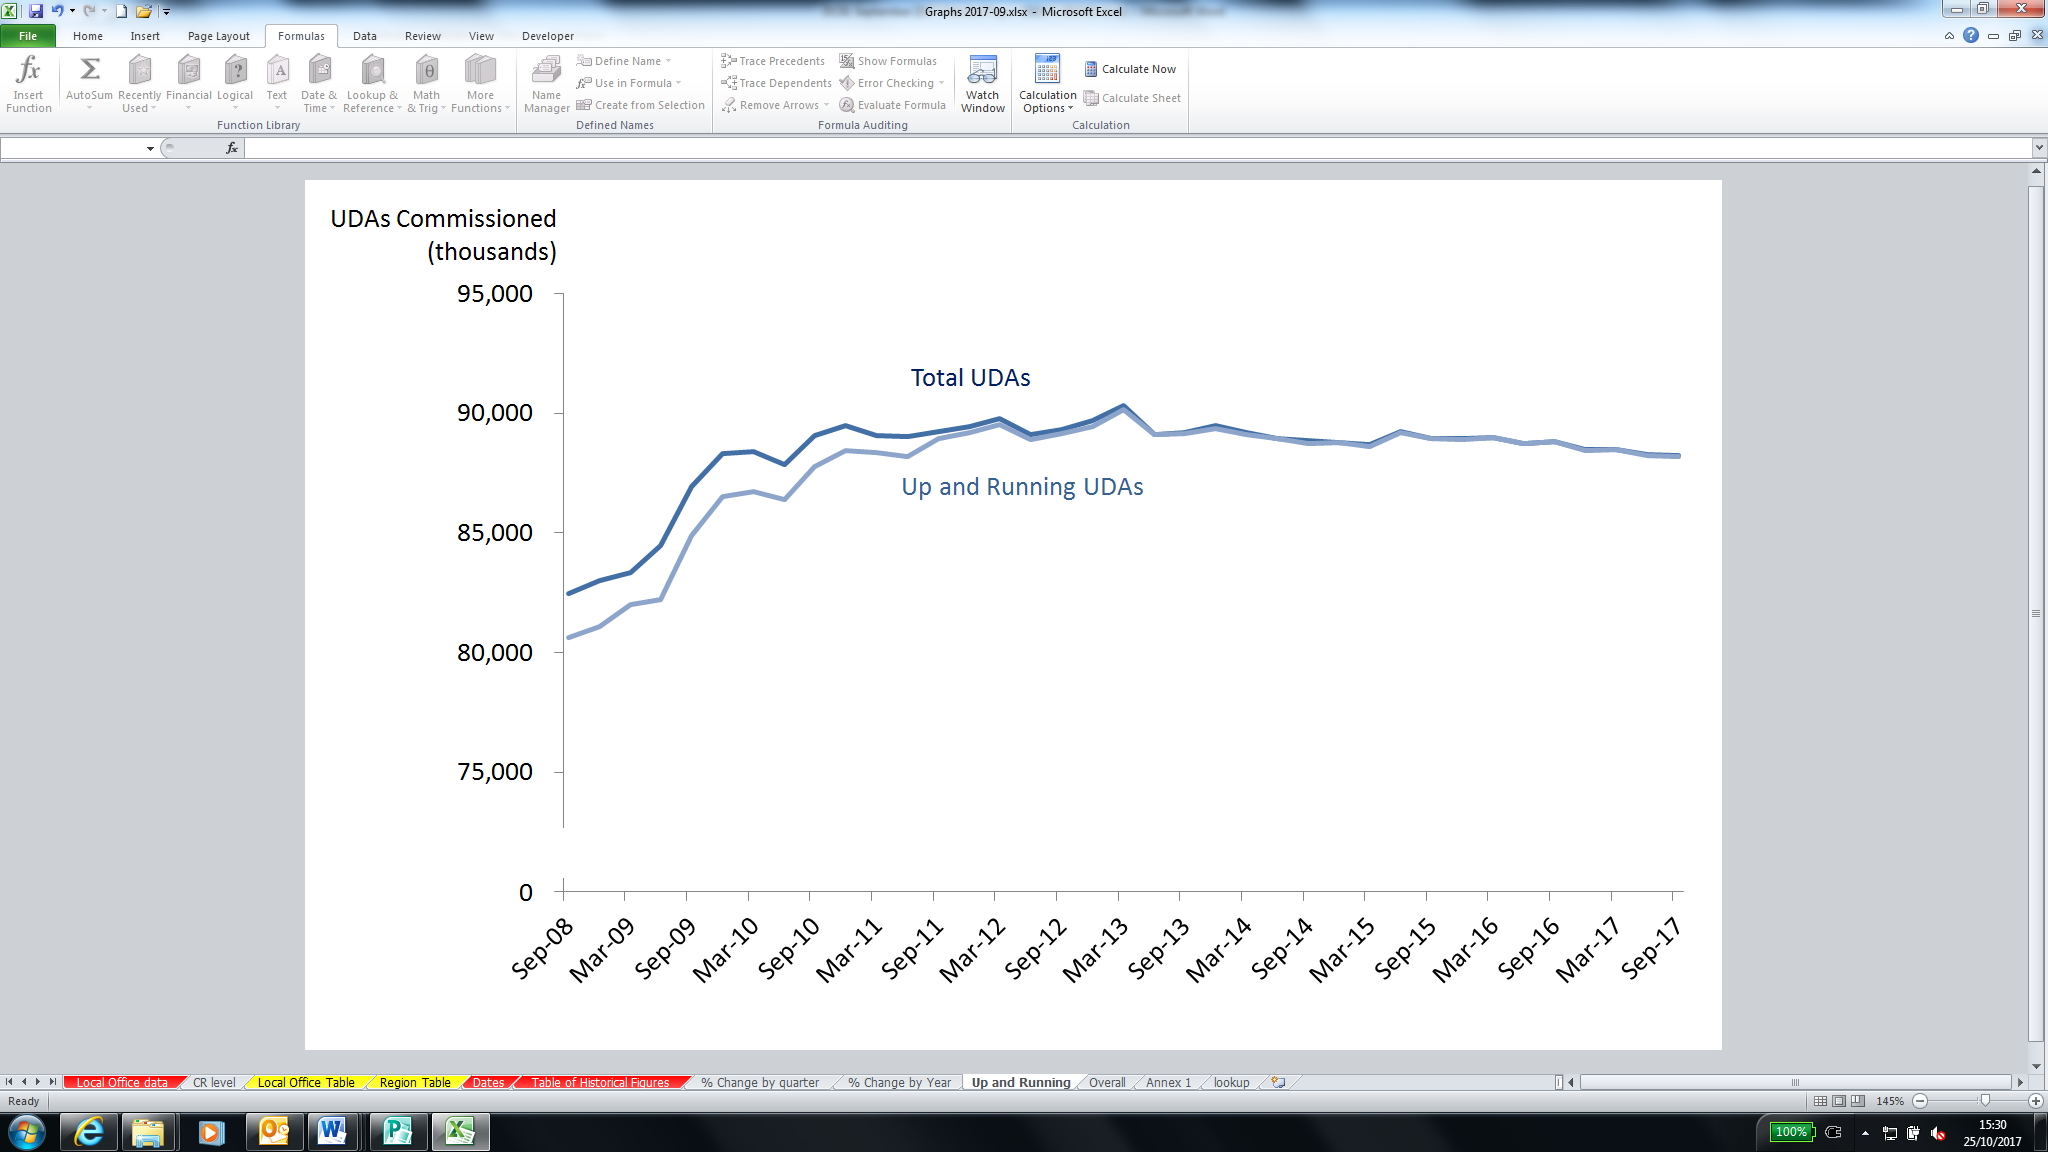 Graphs 2017-09.xlsx - Microsoft Excel
File Home Insert Page Layout Formulas Data Review View Developer
Insert Function
AutoSum
Recently Used
Financial
Logical
Text
Date & Time
Lookup & Reference
Math & Trig
More Functions
Function Library
Name Manager
Define Name
Use in Formula
Create from Selection
Defined Names
Trace Precedents
Trace Dependents
Remove Arrows
Show Formulas
Error Checking
Evaluate Formula
Formula Auditing
Watch Window
Calculation Options
Calculate Now
Calculate Sheet
Calculation
fx
UDAs Commissioned
(thousands)
95,000
90,000
85,000
80,000
75,000
0
Total UDAs
Up and Running UDAs
Sep-08 Mar-09 Sep-09 Mar-10 Sep-10 Mar-11 Sep-11 Mar-12 Sep-12 Mar-13 Sep-13 Mar-14 Sep-14 Mar-15 Sep-15 Mar-16 Sep-16 Mar-17 Sep-17
Local Office data CR level Local Office Table Region Table Dates Table of Historical Figures % Change by quarter % Change by Year Up and Running Overall Annex 1 lookup
Ready 145%
100% 15:30
25/10/2017